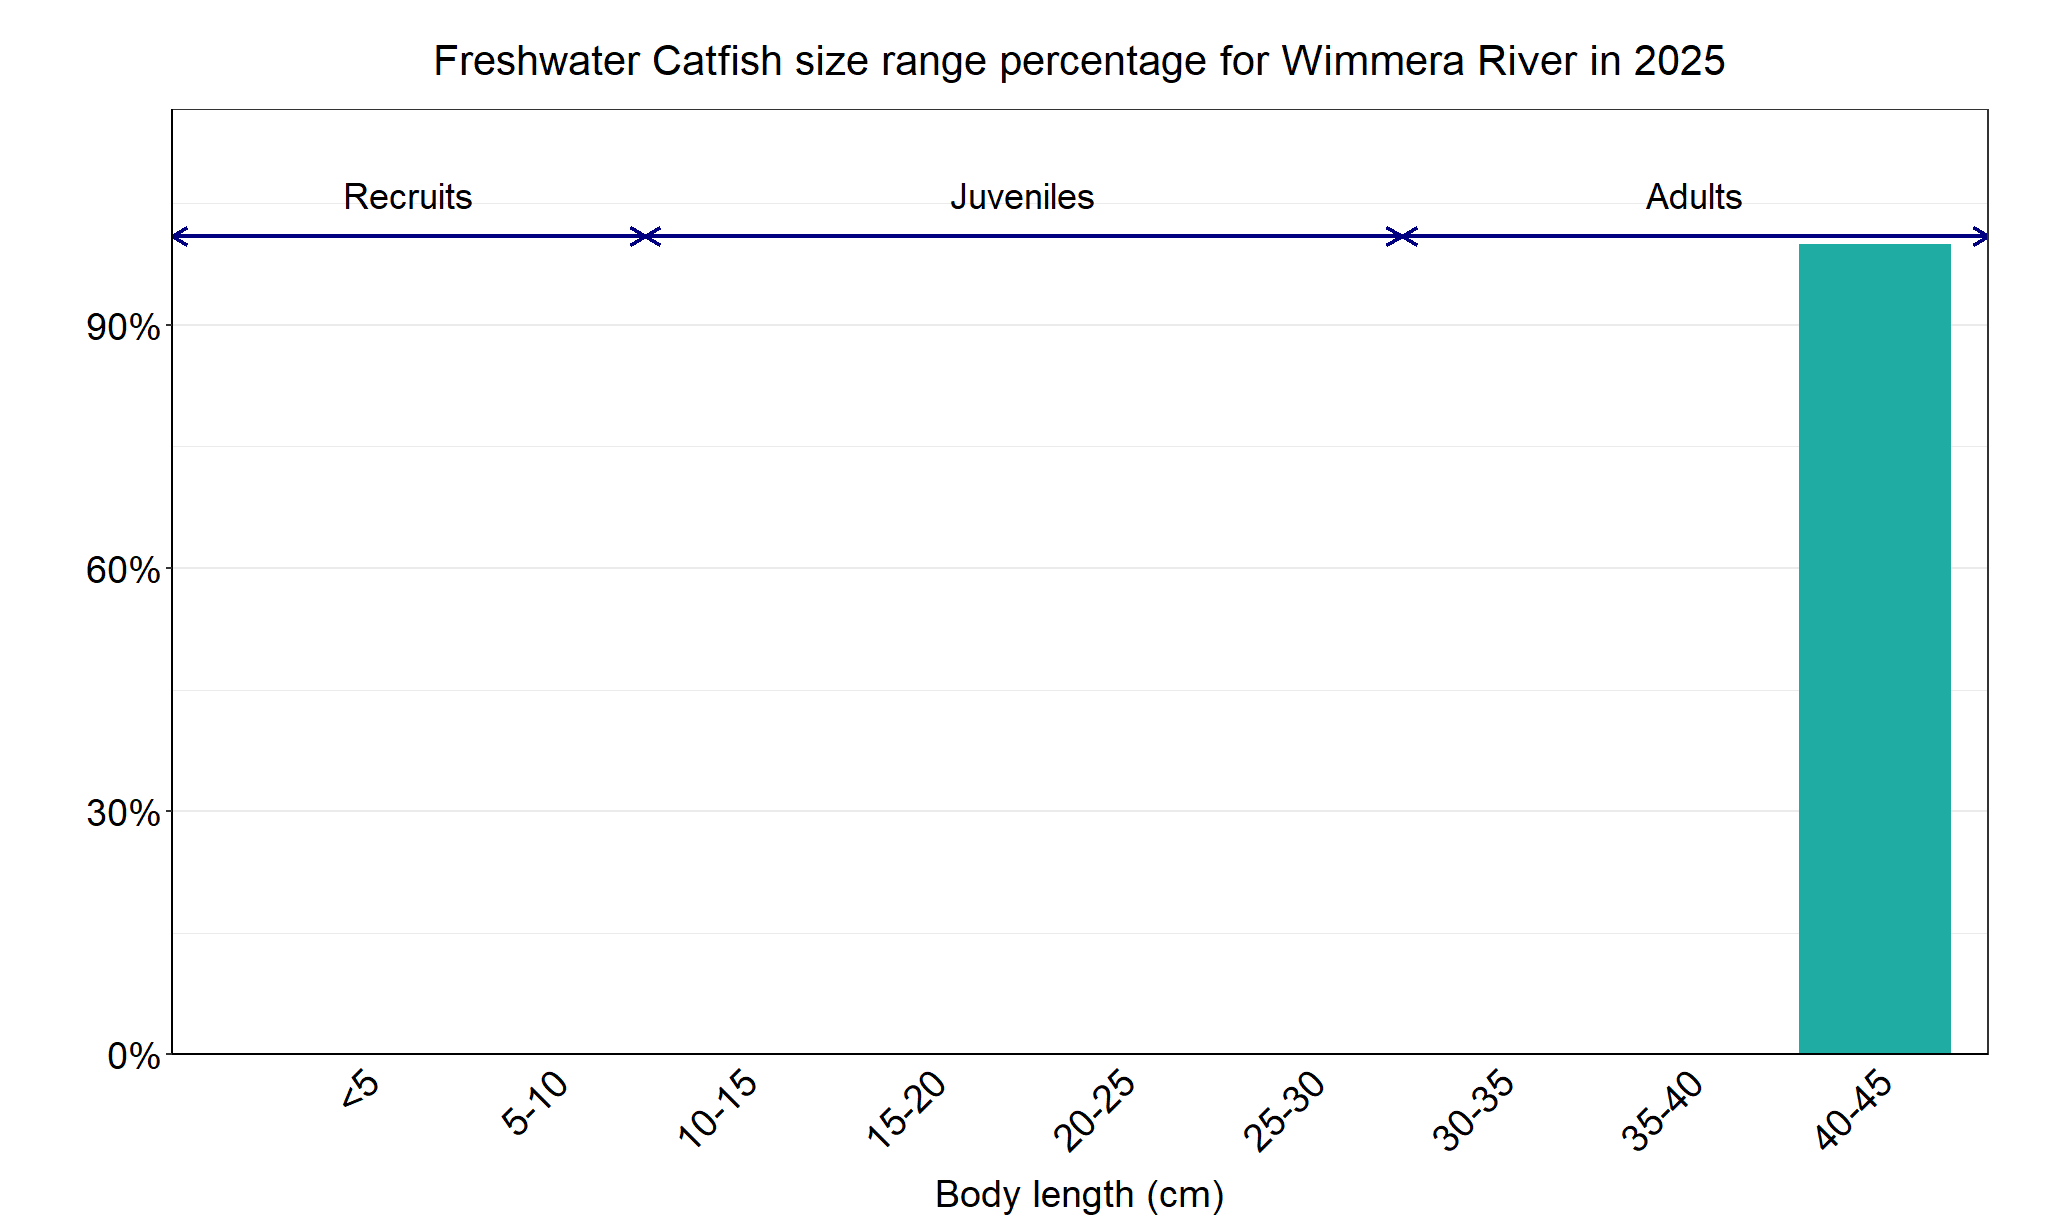 Freshwater Catfish size range percentage for Wimmera River in 2025
Recruits Juveniles Adults
90%
60%
30%
0%
<5 5-10 10-15 15-20 20-25 25-30 30-35 35-40 40-45
Body length (cm)